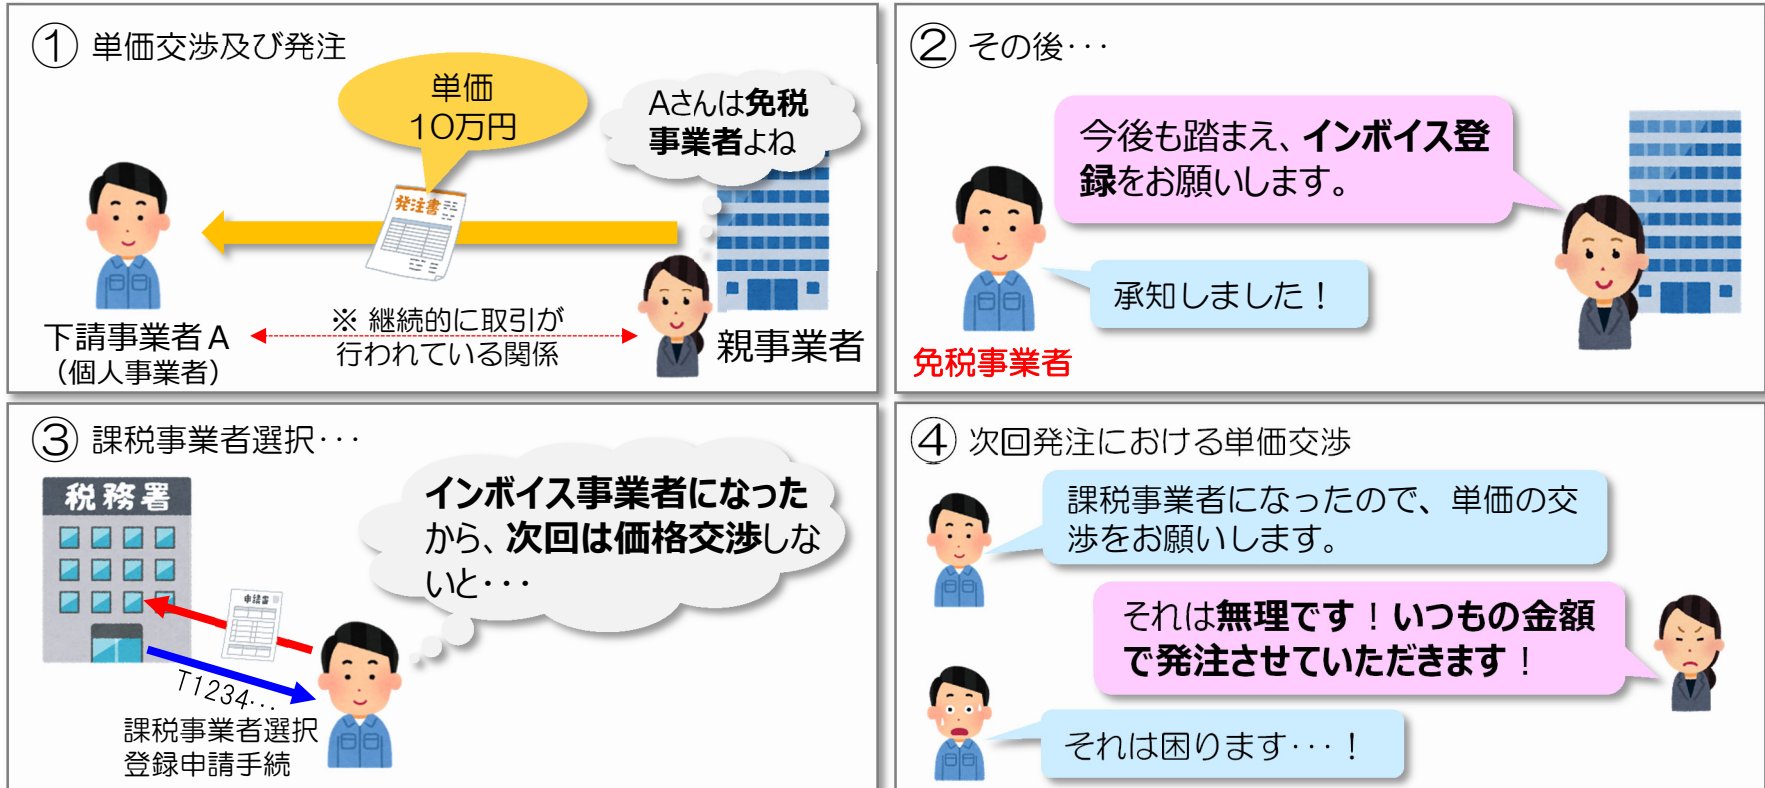 ① 単価交渉及び発注
単価
10万円
Aさんは免税
事業者よね
発注書
※ 継続的に取引が
行われている関係
下請事業者A
（個人事業者）
親事業者
② その後･･･
今後も踏まえ、インボイス登
録をお願いします。
承知しました！
免税事業者
③ 課税事業者選択･･･
税務署
インボイス事業者になった
から、次回は価格交渉しな
いと･･･
申請書
T1234･･･
課税事業者選択
登録申請手続
④ 次回発注における単価交渉
課税事業者になったので、単価の交
渉をお願いします。
それは無理です！いつもの金額
で発注させていただきます！
それは困ります･･･！